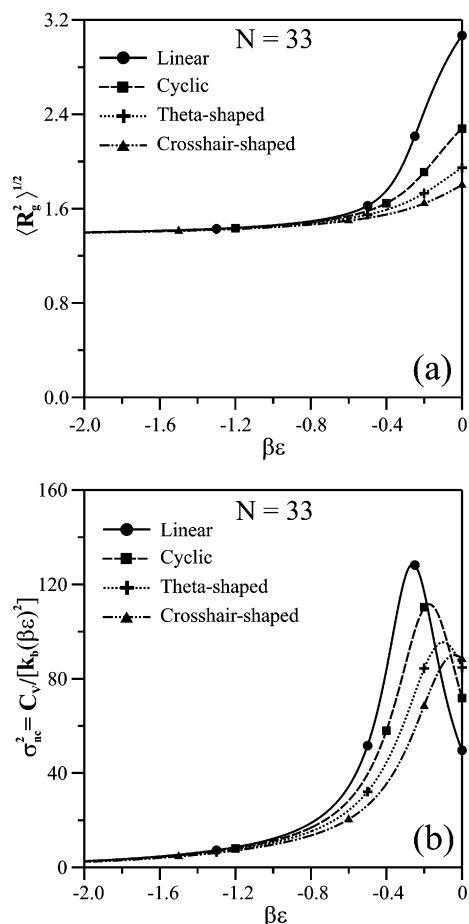 3.2
N = 33
Linear
Cyclic
Theta-shaped
Crosshair-shaped
2.4
1.6
0.8
0.0
⟨R_g^2⟩^1/2
(a)
-2.0 -1.6 -1.2 -0.8 -0.4 0
βε
160
N = 33
Linear
Cyclic
Theta-shaped
Crosshair-shaped
120
80
40
0
σ_nc^2 = C_v/[k_b(βε)^2]
(b)
-2.0 -1.6 -1.2 -0.8 -0.4 0
βε